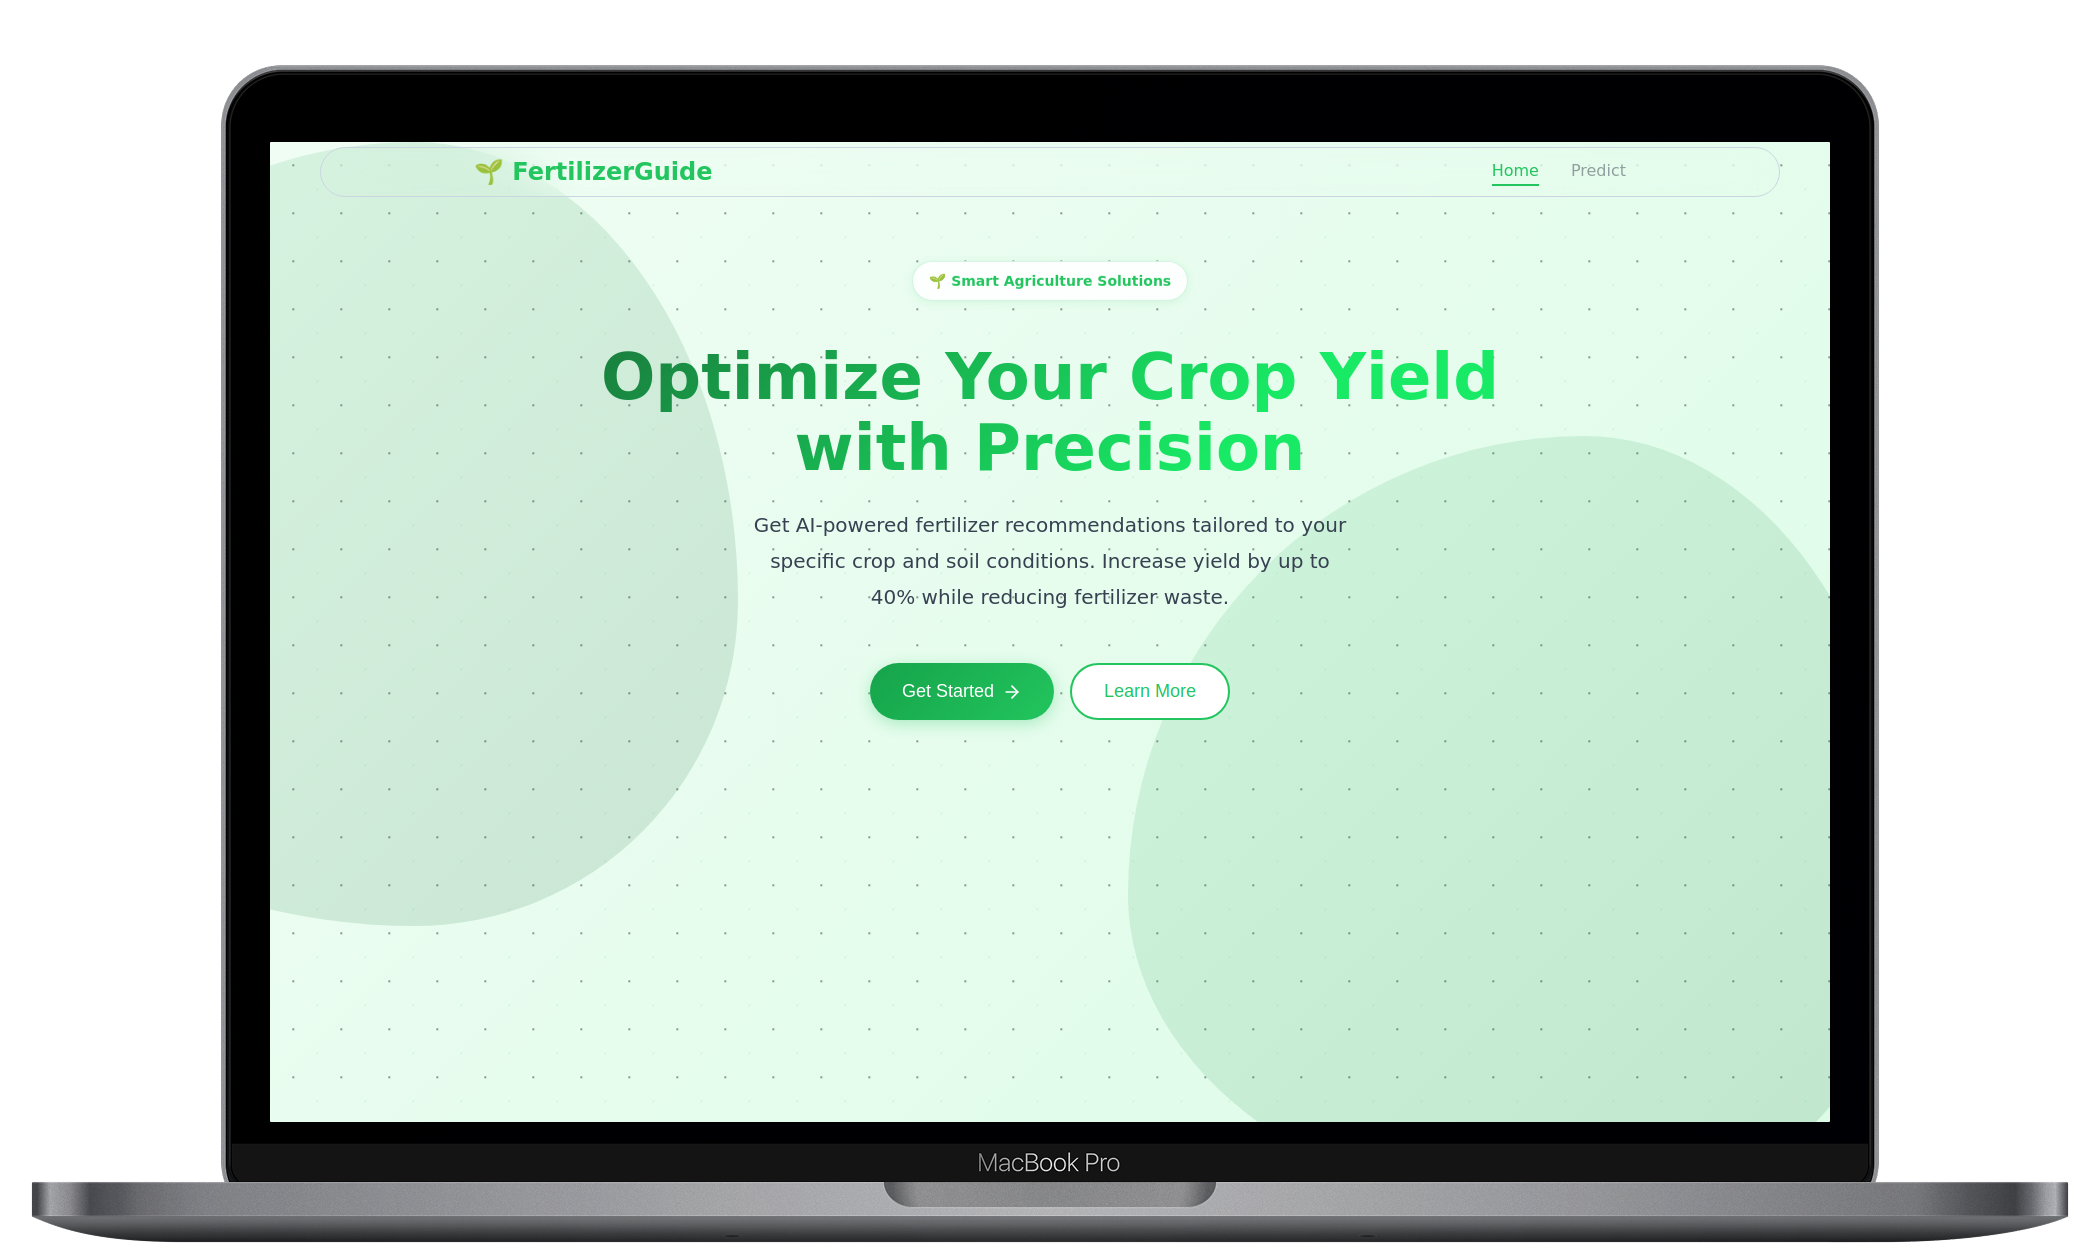 FertilizerGuide
Home
Predict
Smart Agriculture Solutions
Optimize Your Crop Yield
with Precision
Get AI-powered fertilizer recommendations tailored to your
specific crop and soil conditions. Increase yield by up to
40% while reducing fertilizer waste.
Get Started →
Learn More
MacBook Pro